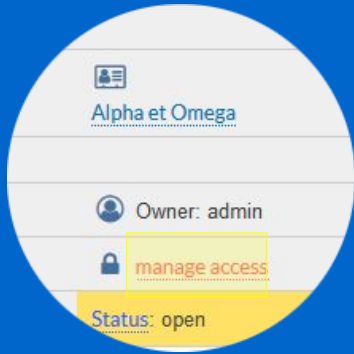 Alpha et Omega
Owner: admin
manage access
Status: open